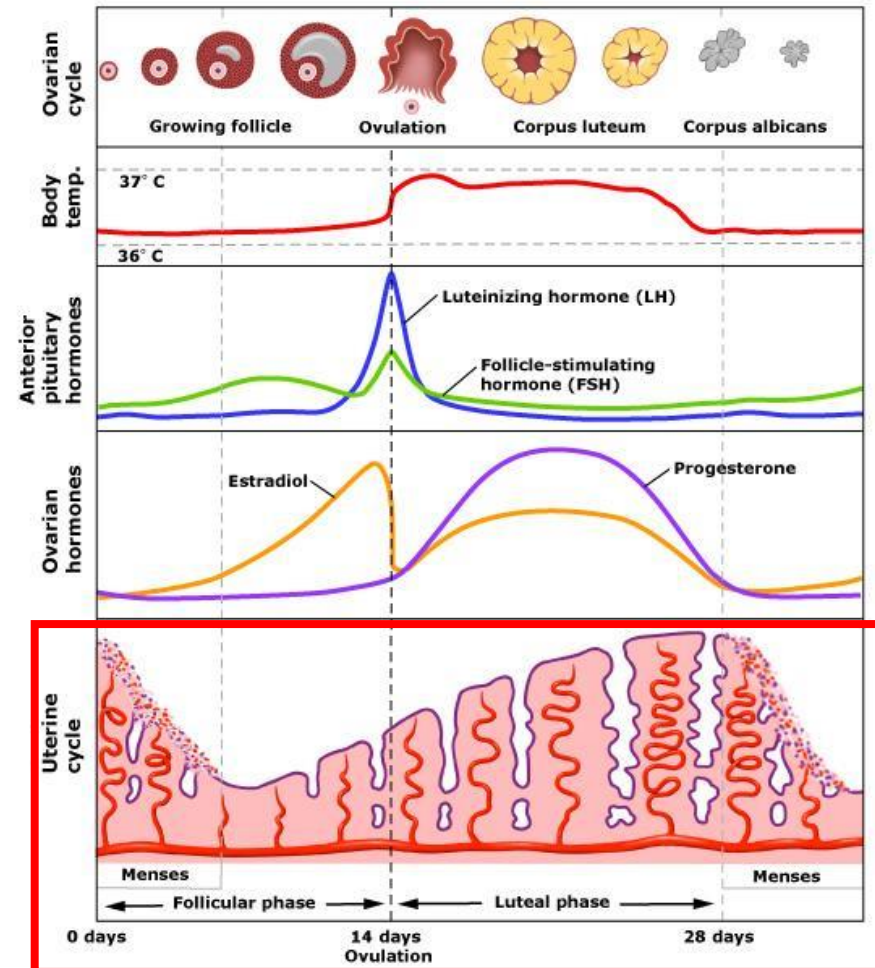 Ovarian
cycle
Growing follicle
Ovulation
Corpus luteum
Corpus albicans
Body
temp.
37° C
36° C
Anterior
pituitary
hormones
Luteinizing hormone (LH)
Follicle-stimulating
hormone (FSH)
Ovarian
hormones
Estradiol
Progesterone
Uterine
cycle
Menses
Menses
Follicular phase
Luteal phase
0 days
14 days
Ovulation
28 days